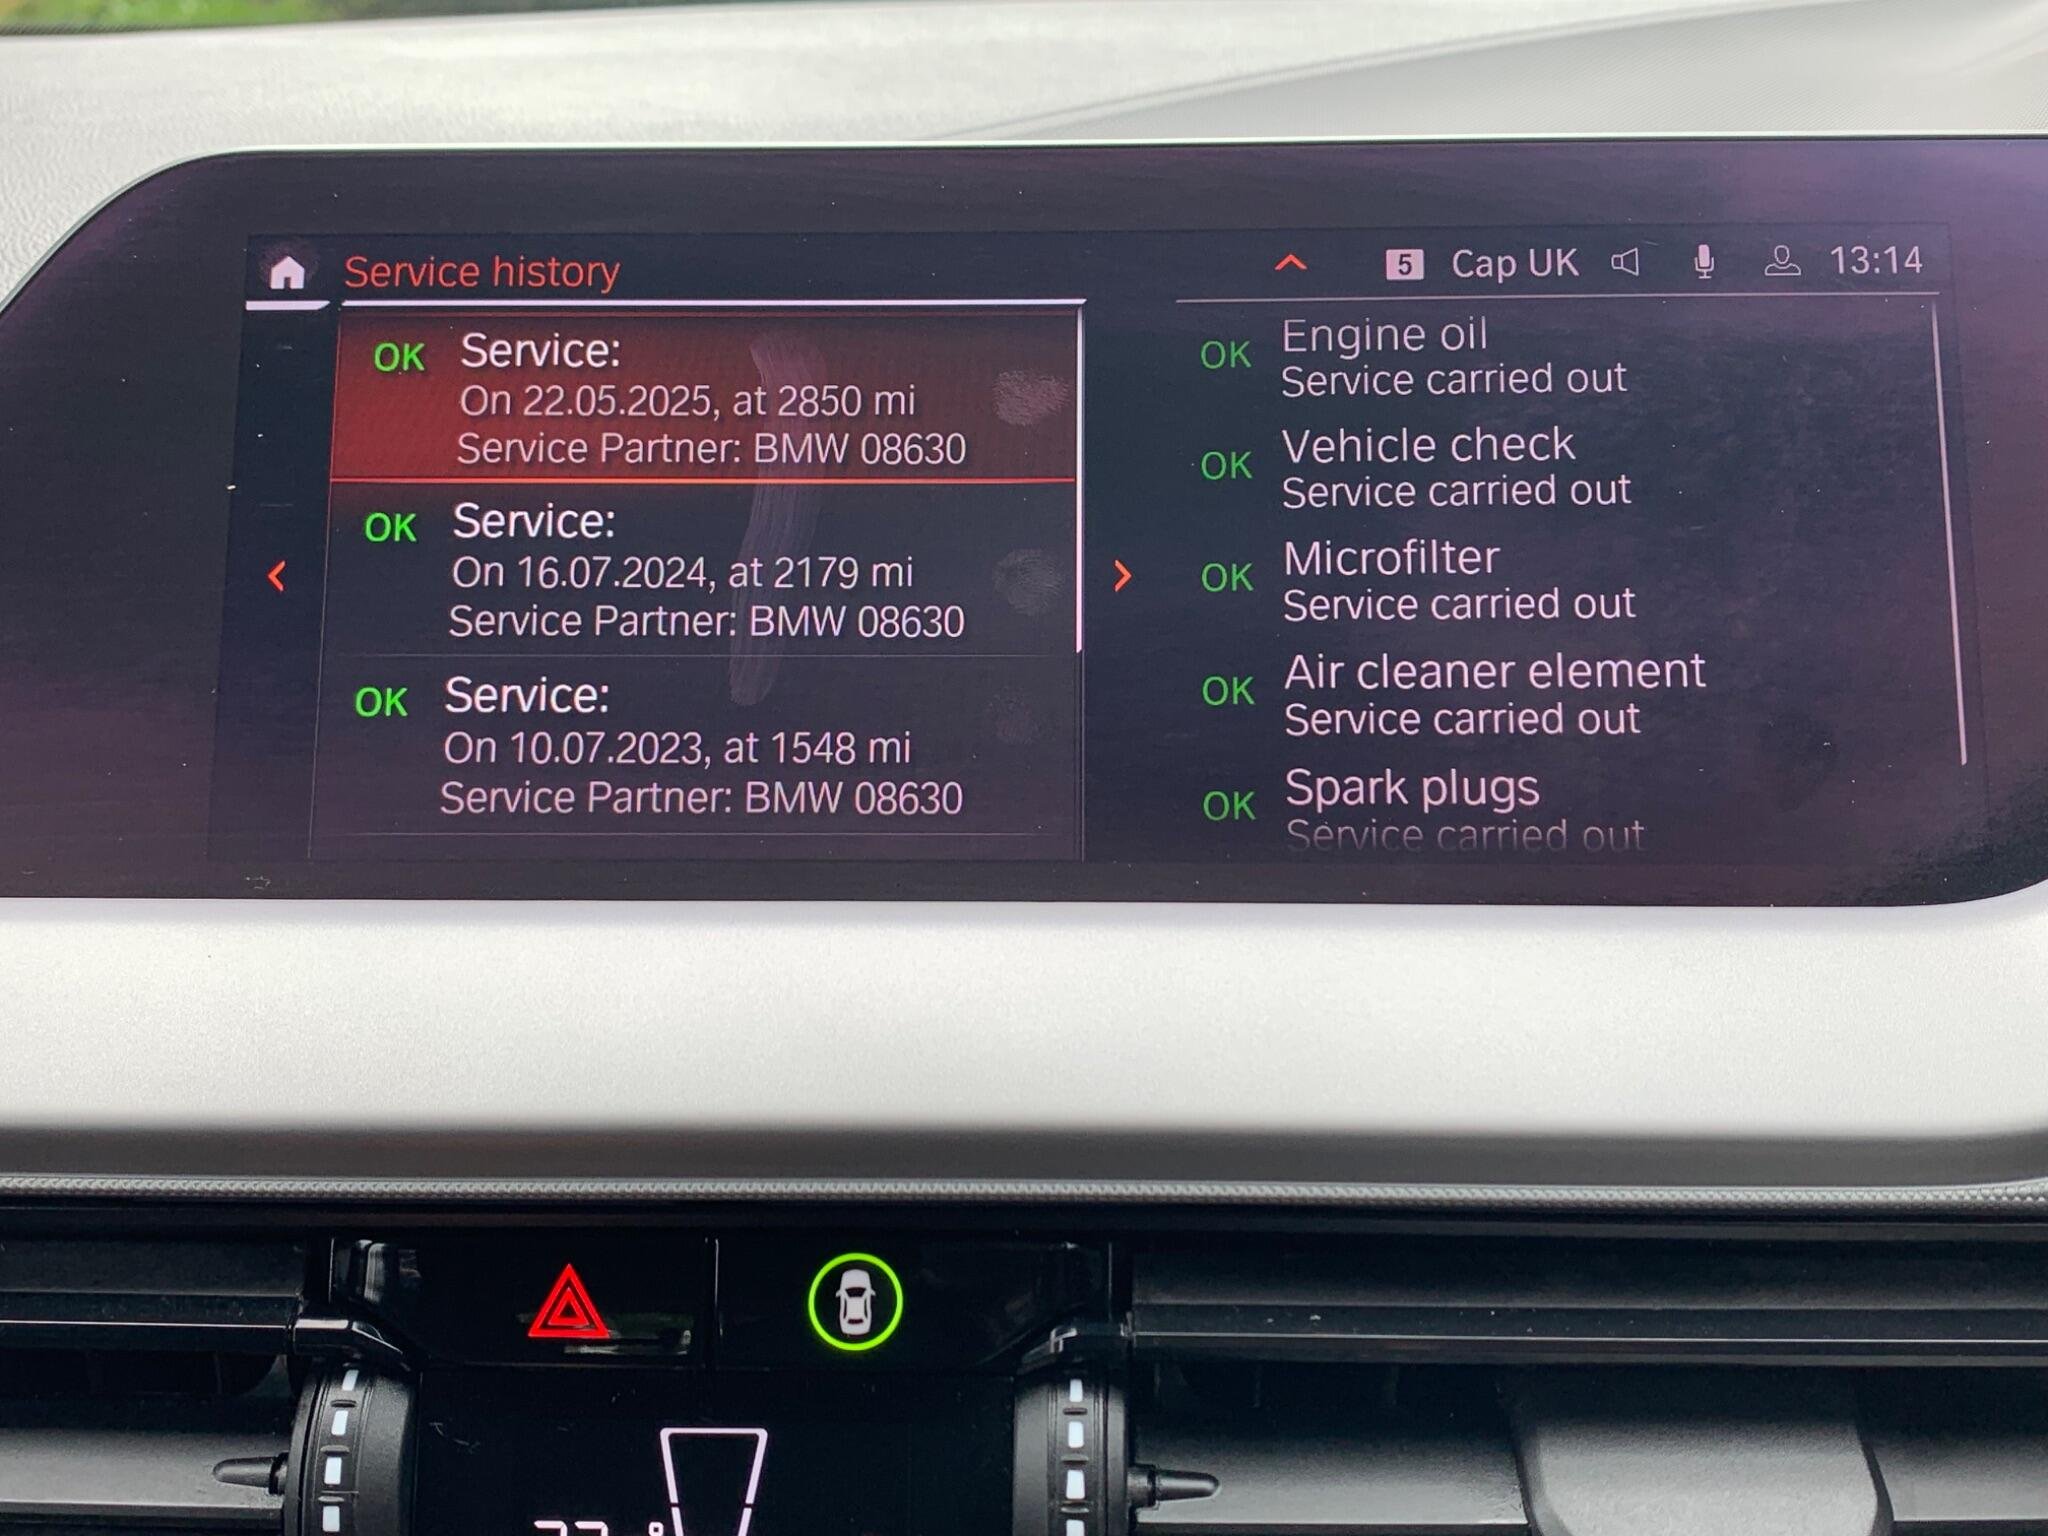 Service history
5 Cap UK 13:14
OK Service:
On 22.05.2025, at 2850 mi
Service Partner: BMW 08630
OK Service:
On 16.07.2024, at 2179 mi
Service Partner: BMW 08630
OK Service:
On 10.07.2023, at 1548 mi
Service Partner: BMW 08630
OK Engine oil
Service carried out
OK Vehicle check
Service carried out
OK Microfilter
Service carried out
OK Air cleaner element
Service carried out
OK Spark plugs
Service carried out